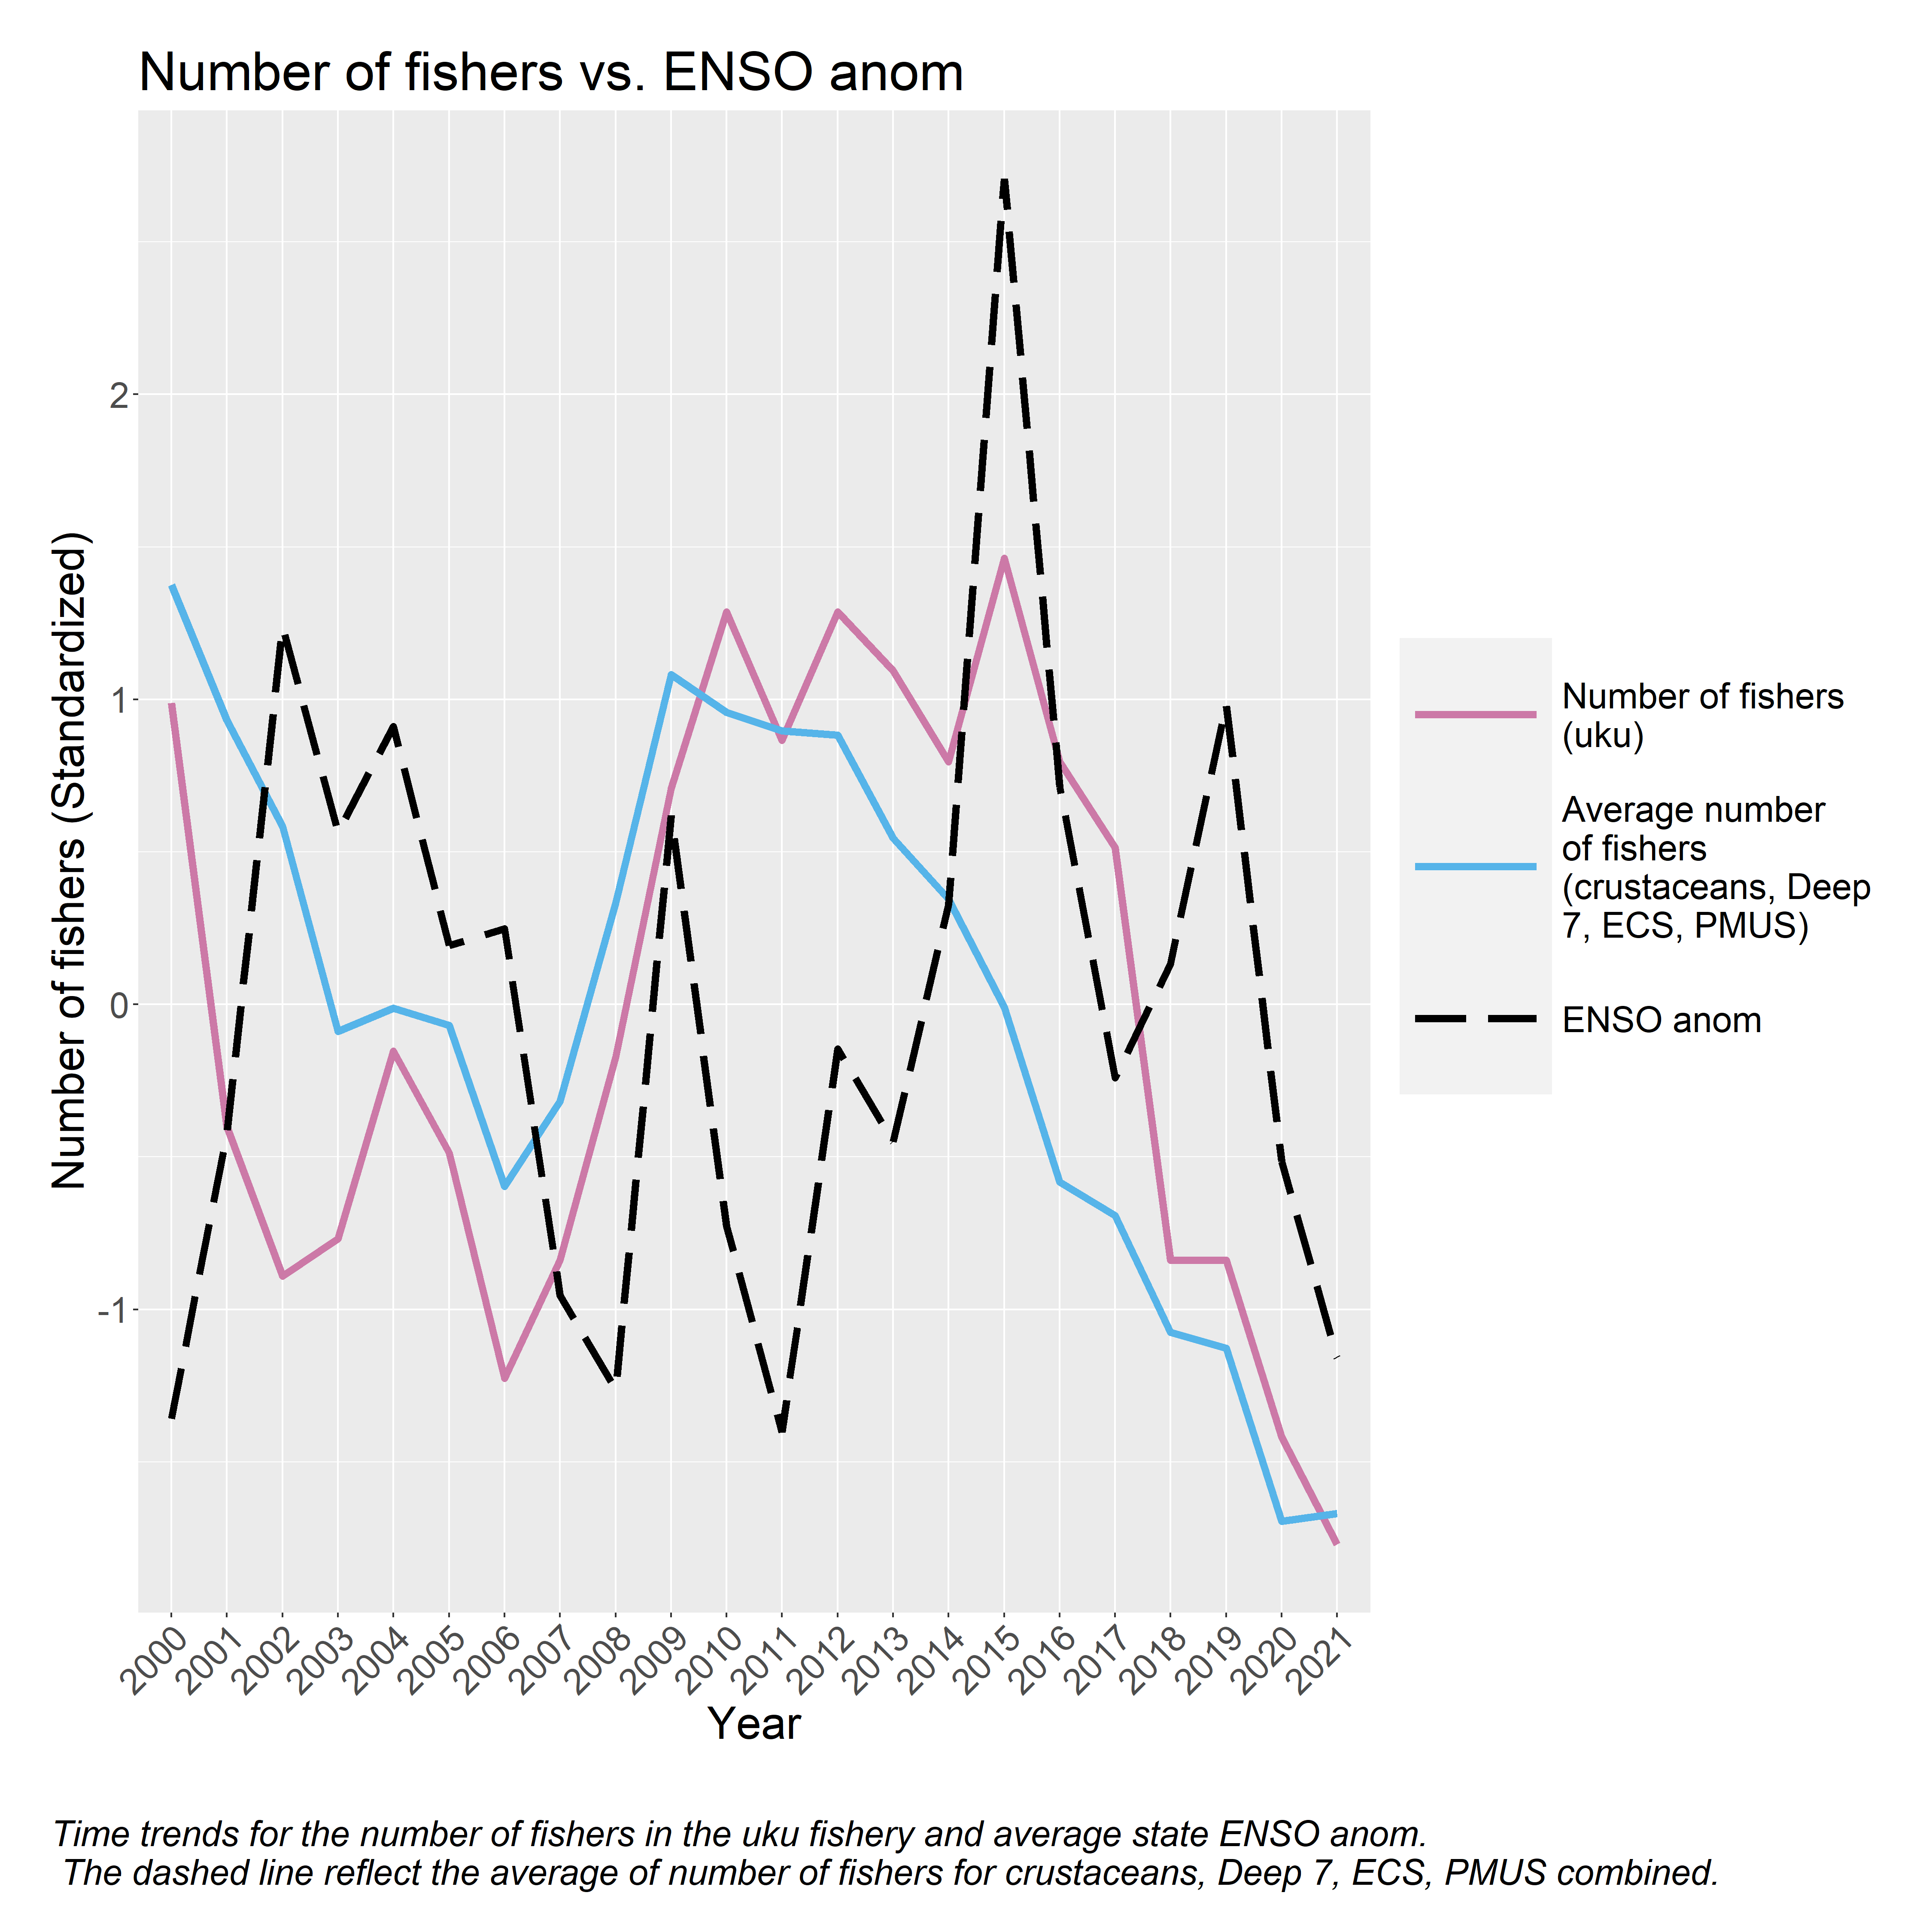 Number of fishers vs. ENSO anom
Number of fishers (Standardized)
2
1
0
-1
2000
2001
2002
2003
2004
2005
2006
2007
2008
2009
2010
2011
2012
2013
2014
2015
2016
2017
2018
2019
2020
2021
Year
Number of fishers
(uku)
Average number
of fishers
(crustaceans, Deep
7, ECS, PMUS)
ENSO anom
Time trends for the number of fishers in the uku fishery and average state ENSO anom.
The dashed line reflect the average of number of fishers for crustaceans, Deep 7, ECS, PMUS combined.